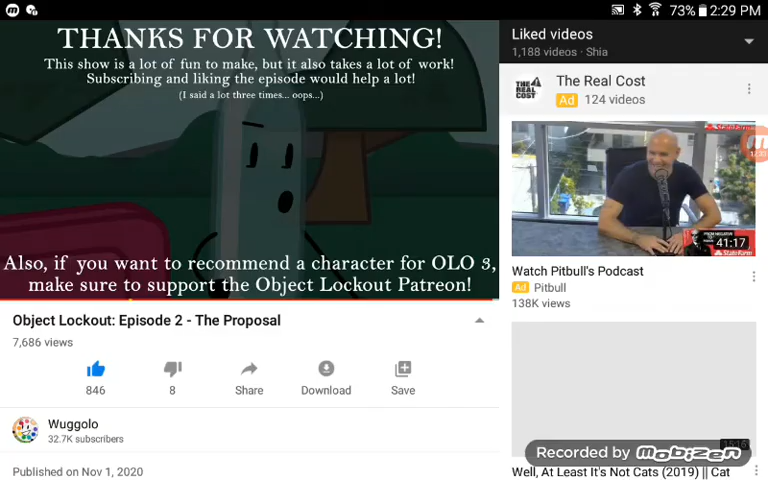 73% 2:29 PM
THANKS FOR WATCHING!
This show is a lot of fun to make, but it also takes a lot of work!
Subscribing and liking the episode would help a lot!
(I said a lot three times... oops...)
Also, if you want to recommend a character for OLO 3,
make sure to support the Object Lockout Patreon!
Object Lockout: Episode 2 - The Proposal
7,686 views
846 8 Share Download Save
Wuggolo
32.7K subscribers
Published on Nov 1, 2020
Liked videos
1,188 videos · Shia
THE REAL COST
The Real Cost
Ad 124 videos
StateFarm
41:17
Watch Pitbull's Podcast
Ad Pitbull
138K views
Recorded by Mobizen
Well, At Least It's Not Cats (2019) || Cat